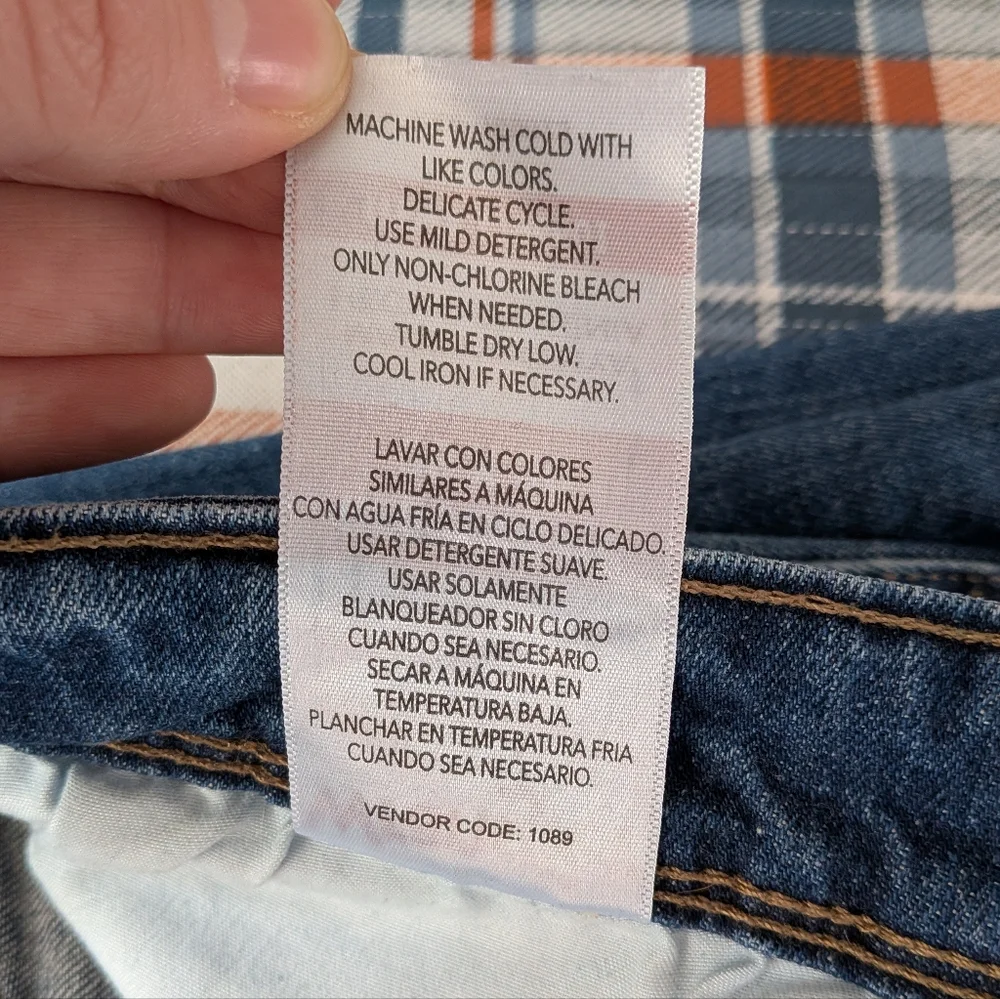 MACHINE WASH COLD WITH
LIKE COLORS.
DELICATE CYCLE.
USE MILD DETERGENT.
ONLY NON-CHLORINE BLEACH
WHEN NEEDED.
TUMBLE DRY LOW.
COOL IRON IF NECESSARY.
LAVAR CON COLORES
SIMILARES A MÁQUINA
CON AGUA FRÍA EN CICLO DELICADO.
USAR DETERGENTE SUAVE.
USAR SOLAMENTE
BLANQUEADOR SIN CLORO
CUANDO SEA NECESARIO.
SECAR A MÁQUINA EN
TEMPERATURA BAJA.
PLANCHAR EN TEMPERATURA FRIA
CUANDO SEA NECESARIO.
VENDOR CODE: 1089